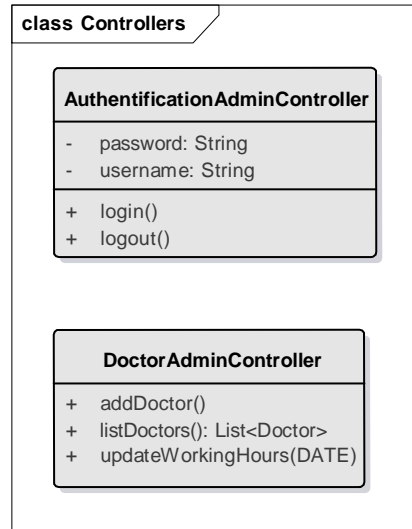 class Controllers
AuthentificationAdminController
- password: String
- username: String
+ login()
+ logout()
DoctorAdminController
+ addDoctor()
+ listDoctors(): List<Doctor>
+ updateWorkingHours(DATE)